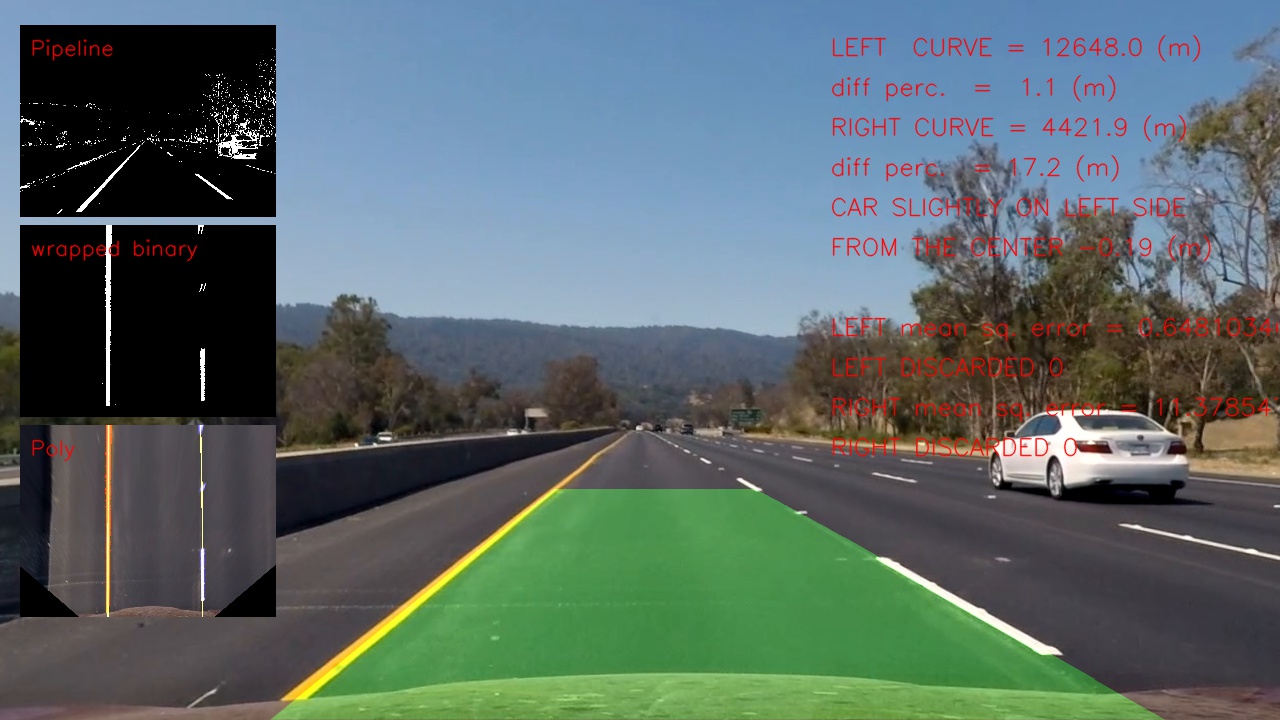 Pipeline
wrapped binary
Poly
LEFT CURVE = 12648.0 (m)
diff perc. = 1.1 (m)
RIGHT CURVE = 4421.9 (m)
diff perc. = 17.2 (m)
CAR SLIGHTLY ON LEFT SIDE
FROM THE CENTER -0.19 (m)
LEFT mean sq. error = 0.6481034
LEFT DISCARDED 0
RIGHT mean sq. error = 11.37854
RIGHT DISCARDED 0